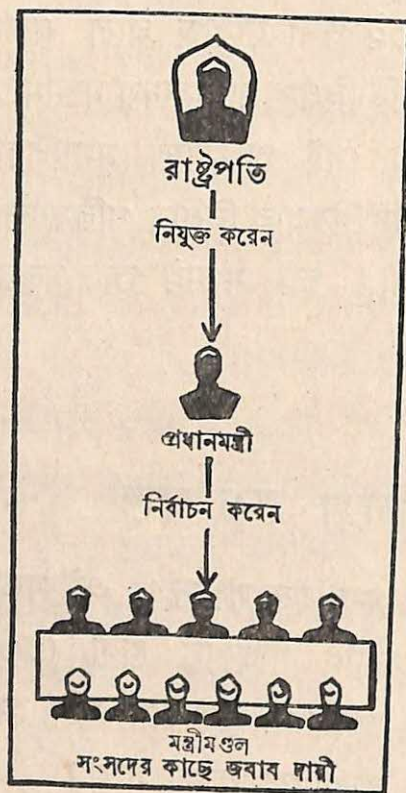 রাষ্ট্রপতি
নিযুক্ত করেন
প্রধানমন্ত্রী
নির্বাচন করেন
মন্ত্রীমণ্ডল
সংসদের কাছে জবাব দায়ী